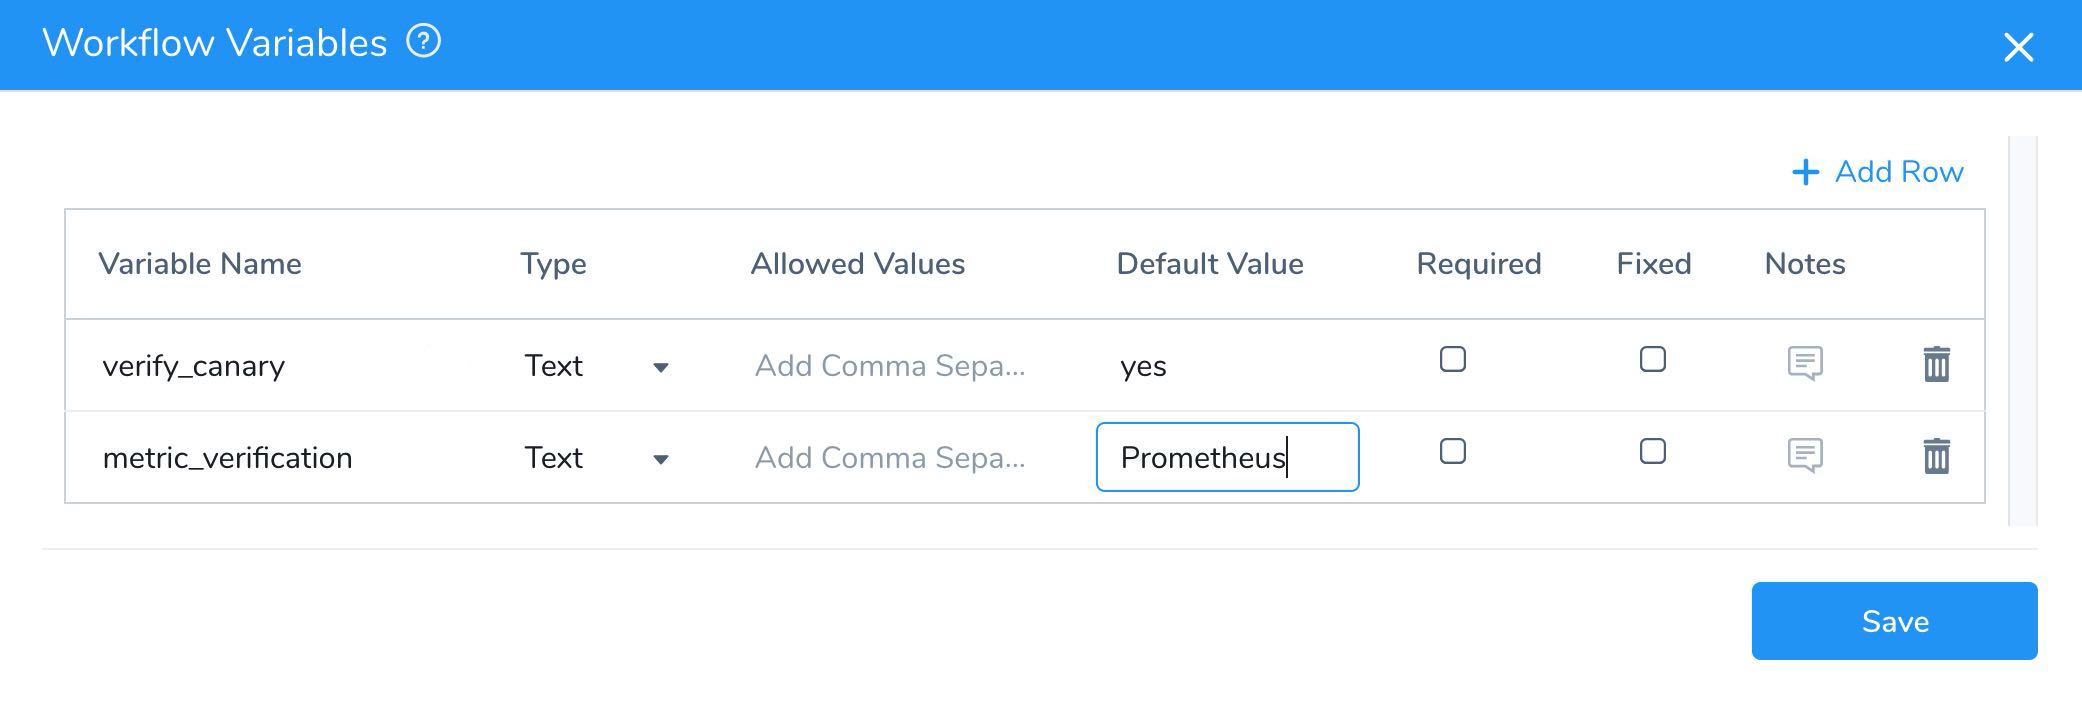 Workflow Variables ?
+ Add Row
Variable Name Type Allowed Values Default Value Required Fixed Notes
verify_canary Text Add Comma Sepa... yes
metric_verification Text Add Comma Sepa... Prometheus
Save